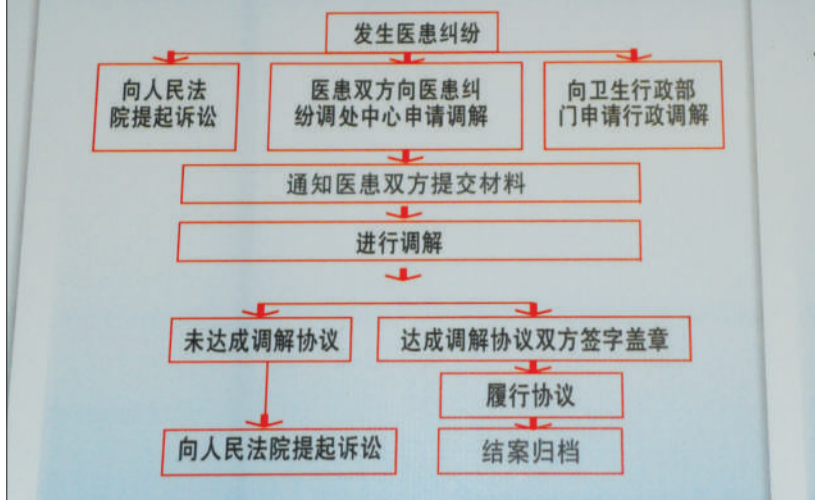 发生医患纠纷
向人民法
院提起诉讼
医患双方向医患纠
纷调处中心申请调解
向卫生行政部
门申请行政调解
通知医患双方提交材料
进行调解
未达成调解协议
达成调解协议双方签字盖章
履行协议
向人民法院提起诉讼
结案归档